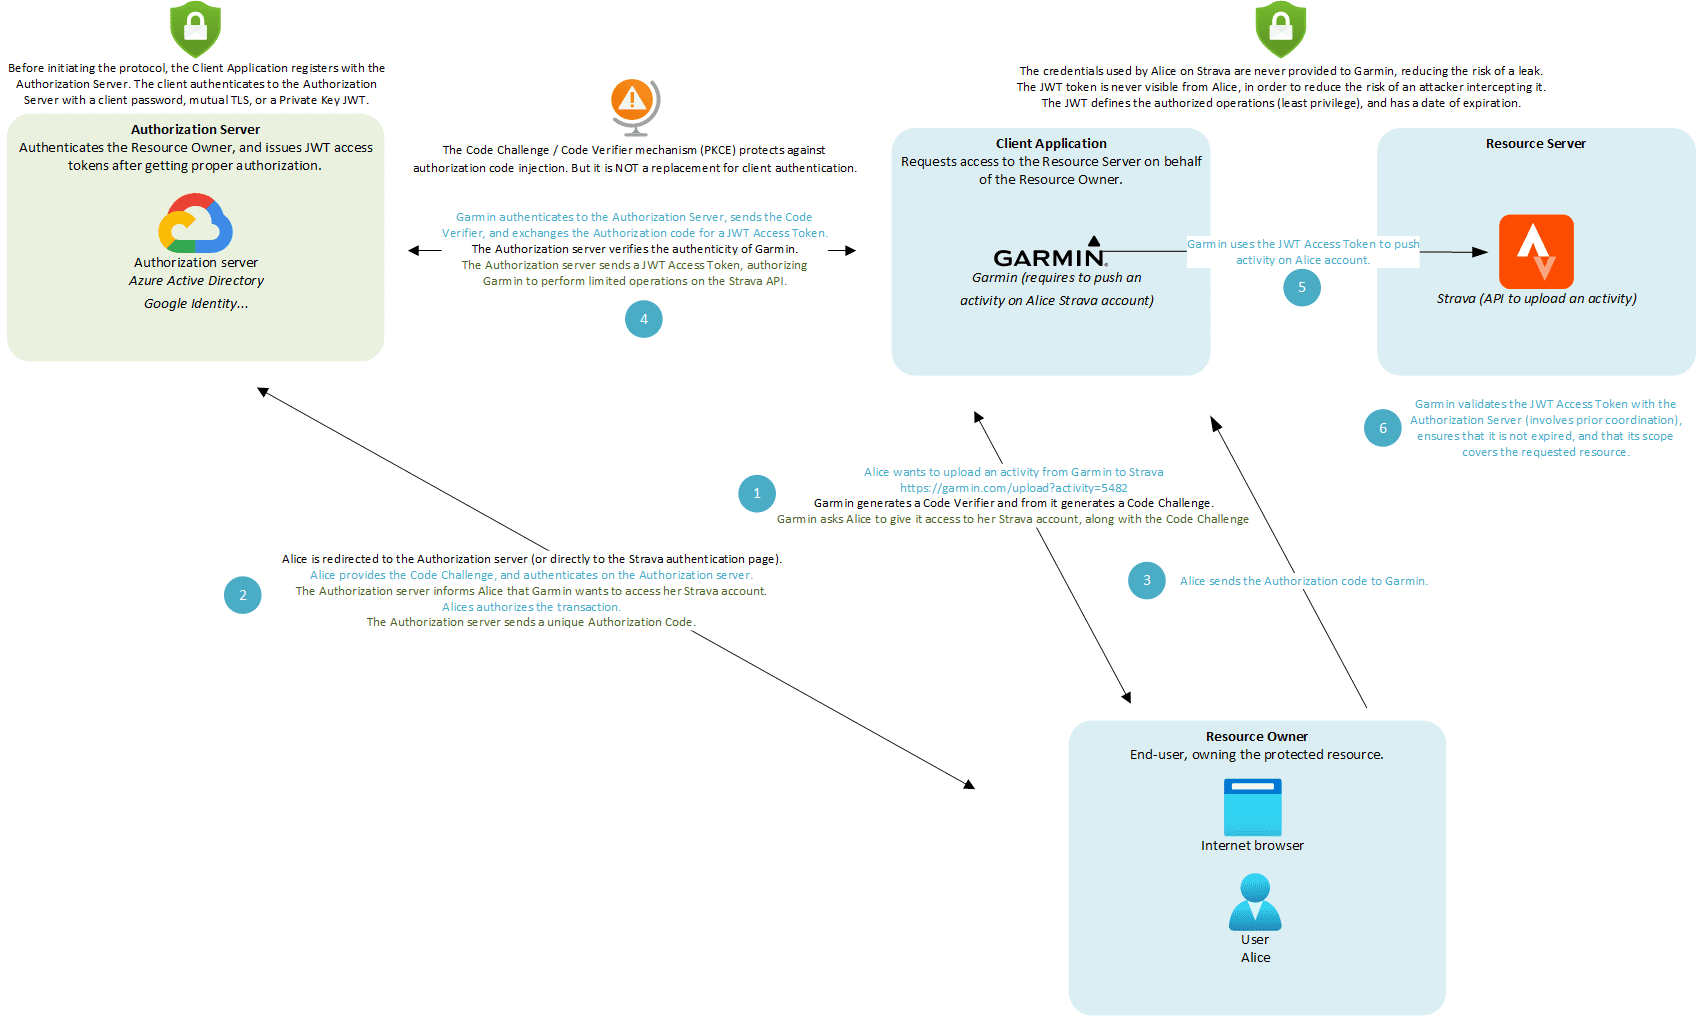 Before initiating the protocol, the Client Application registers with the
Authorization Server. The client authenticates to the Authorization
Server with a client password, mutual TLS, or a Private Key JWT.
Authorization Server
Authenticates the Resource Owner, and issues JWT access
tokens after getting proper authorization.
Authorization server
Azure Active Directory
Google Identity...
The Code Challenge / Code Verifier mechanism (PKCE) protects against
authorization code injection. But it is NOT a replacement for client authentication.
Garmin authenticates to the Authorization Server, sends the Code
Verifier, and exchanges the Authorization code for a JWT Access Token.
The Authorization server verifies the authenticity of Garmin.
The Authorization server sends a JWT Access Token, authorizing
Garmin to perform limited operations on the Strava API.
4
The credentials used by Alice on Strava are never provided to Garmin, reducing the risk of a leak.
The JWT token is never visible from Alice, in order to reduce the risk of an attacker intercepting it.
The JWT defines the authorized operations (least privilege), and has a date of expiration.
Client Application
Requests access to the Resource Server on behalf
of the Resource Owner.
GARMIN
Garmin (requires to push an
activity on Alice Strava account)
Garmin uses the JWT Access Token to push
activity on Alice account.
5
Resource Server
Strava (API to upload an activity)
6
Garmin validates the JWT Access Token with the
Authorization Server (involves prior coordination),
ensures that it is not expired, and that its scope
covers the requested resource.
1
Alice wants to upload an activity from Garmin to Strava
https://garmin.com/upload?activity=5482
Garmin generates a Code Verifier and from it generates a Code Challenge.
Garmin asks Alice to give it access to her Strava account, along with the Code Challenge
2
Alice is redirected to the Authorization server (or directly to the Strava authentication page).
Alice provides the Code Challenge, and authenticates on the Authorization server.
The Authorization server informs Alice that Garmin wants to access her Strava account.
Alices authorizes the transaction.
The Authorization server sends a unique Authorization Code.
3
Alice sends the Authorization code to Garmin.
Resource Owner
End-user, owning the protected resource.
Internet browser
User
Alice